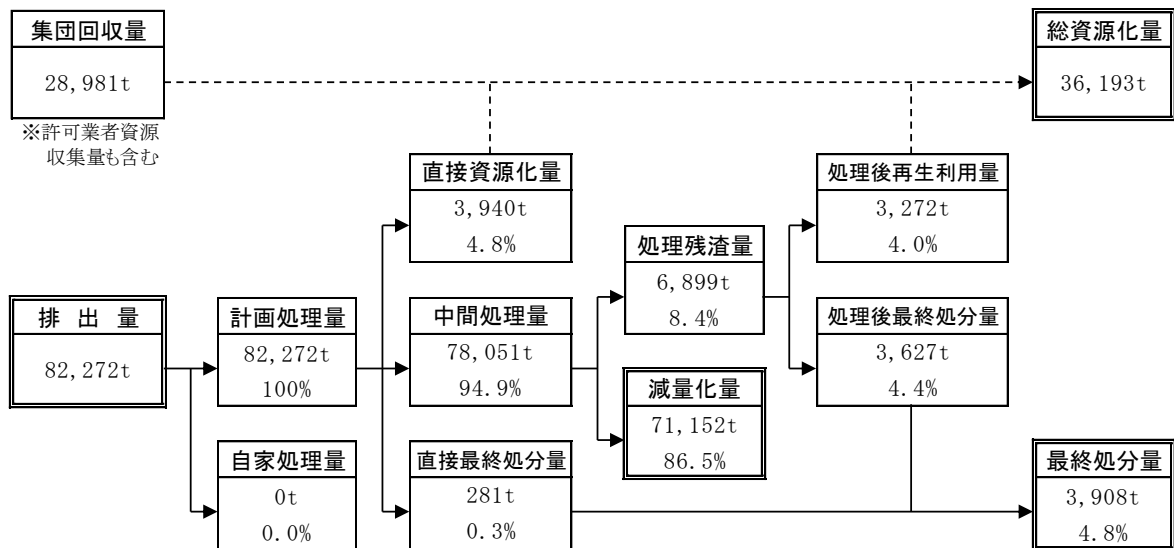 集団回収量
28,981t
※許可業者資源
収集量も含む
総資源化量
36,193t
直接資源化量
3,940t
4.8%
処理後再生利用量
3,272t
4.0%
処理残渣量
6,899t
8.4%
排 出 量
82,272t
計画処理量
82,272t
100%
中間処理量
78,051t
94.9%
処理後最終処分量
3,627t
4.4%
減量化量
71,152t
86.5%
自家処理量
0t
0.0%
直接最終処分量
281t
0.3%
最終処分量
3,908t
4.8%